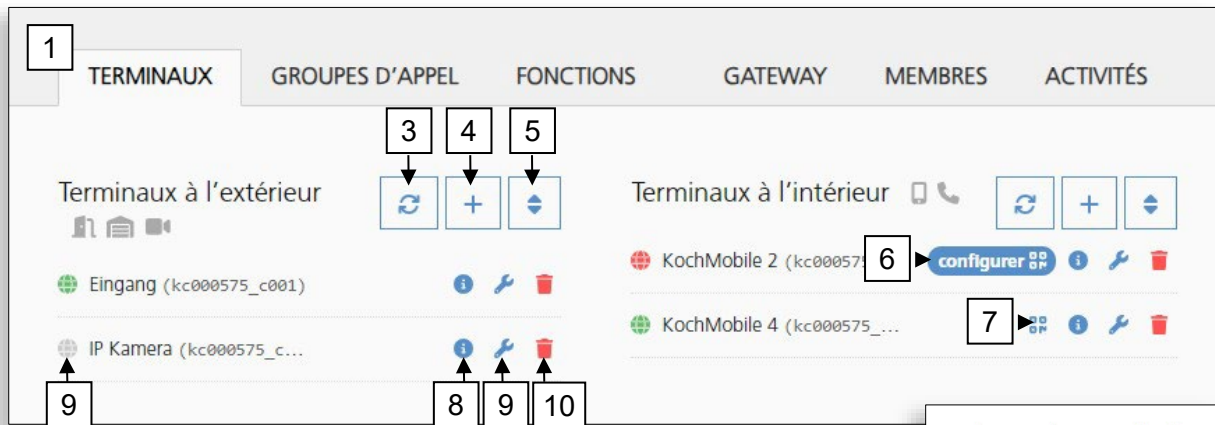 1
TERMINAUX GROUPES D'APPEL FONCTIONS GATEWAY MEMBRES ACTIVITÉS
3 4 5
Terminaux à l'extérieur
Eingang (kc000575_c001)
IP Kamera (kc000575_c...
9 8 9 10
Terminaux à l'intérieur
KochMobile 2 (kc00057 6 configurer
KochMobile 4 (kc000575_... 7